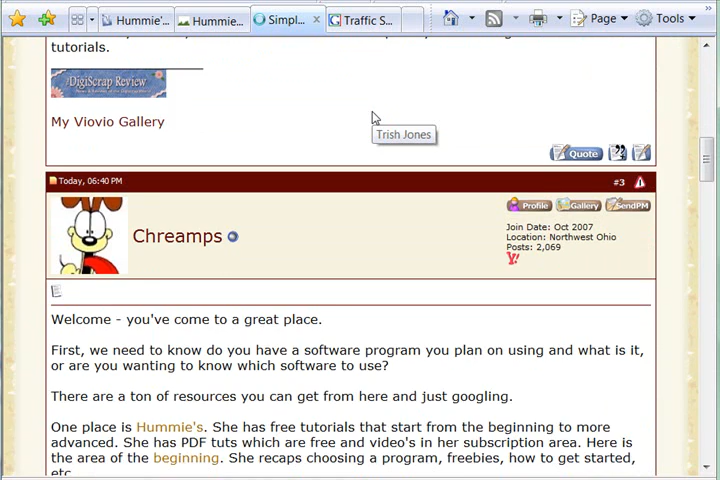 Hummie'...
Hummie...
Simpl...
Traffic S...
Page
Tools
tutorials.
DigiScrap Review
My Viovio Gallery
Trish Jones
Quote
Today, 06:40 PM
#3
Profile
Gallery
SendPM
Chreamps
Join Date: Oct 2007
Location: Northwest Ohio
Posts: 2,069
Welcome - you've come to a great place.
First, we need to know do you have a software program you plan on using and what is it,
or are you wanting to know which software to use?
There are a ton of resources you can get from here and just googling.
One place is Hummie's. She has free tutorials that start from the beginning to more
advanced. She has PDF tuts which are free and video's in her subscription area. Here is
the area of the beginning. She recaps choosing a program, freebies, how to get started,
etc